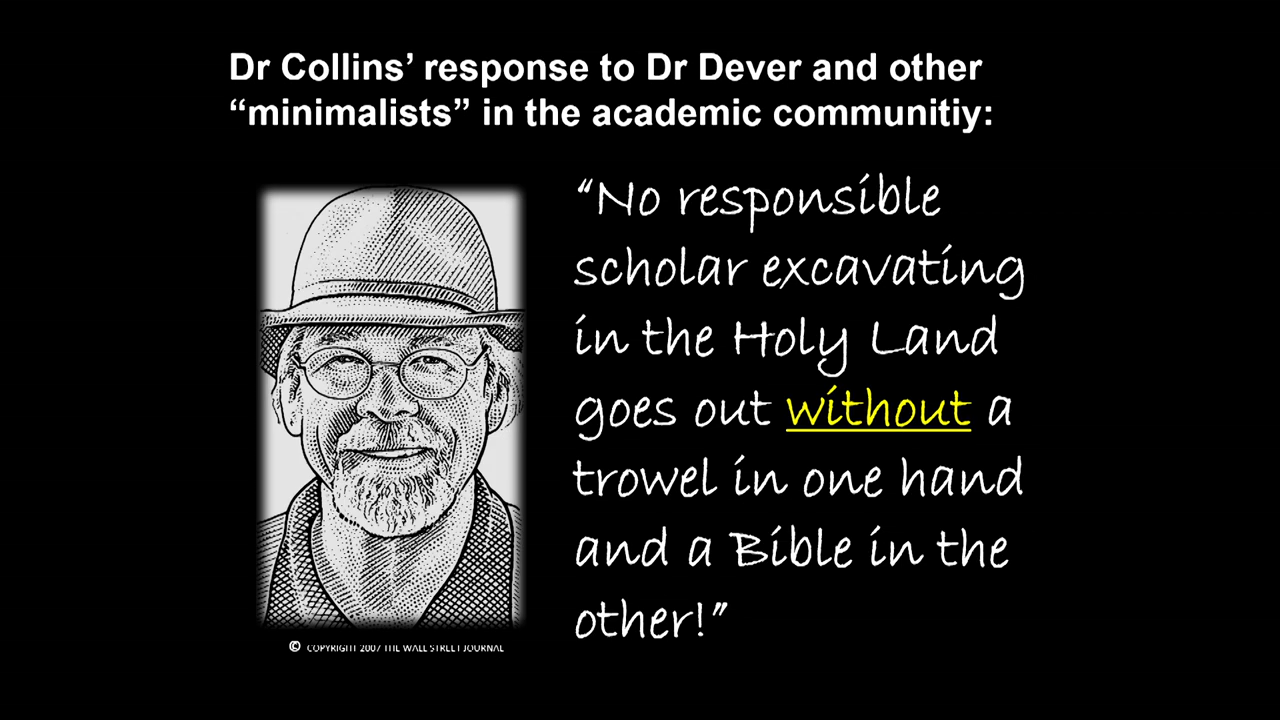 Dr Collins’ response to Dr Dever and other
“minimalists” in the academic communitiy:
“No responsible
scholar excavating
in the Holy Land
goes out without a
trowel in one hand
and a Bible in the
other!”
© COPYRIGHT 2007 THE WALL STREET JOURNAL